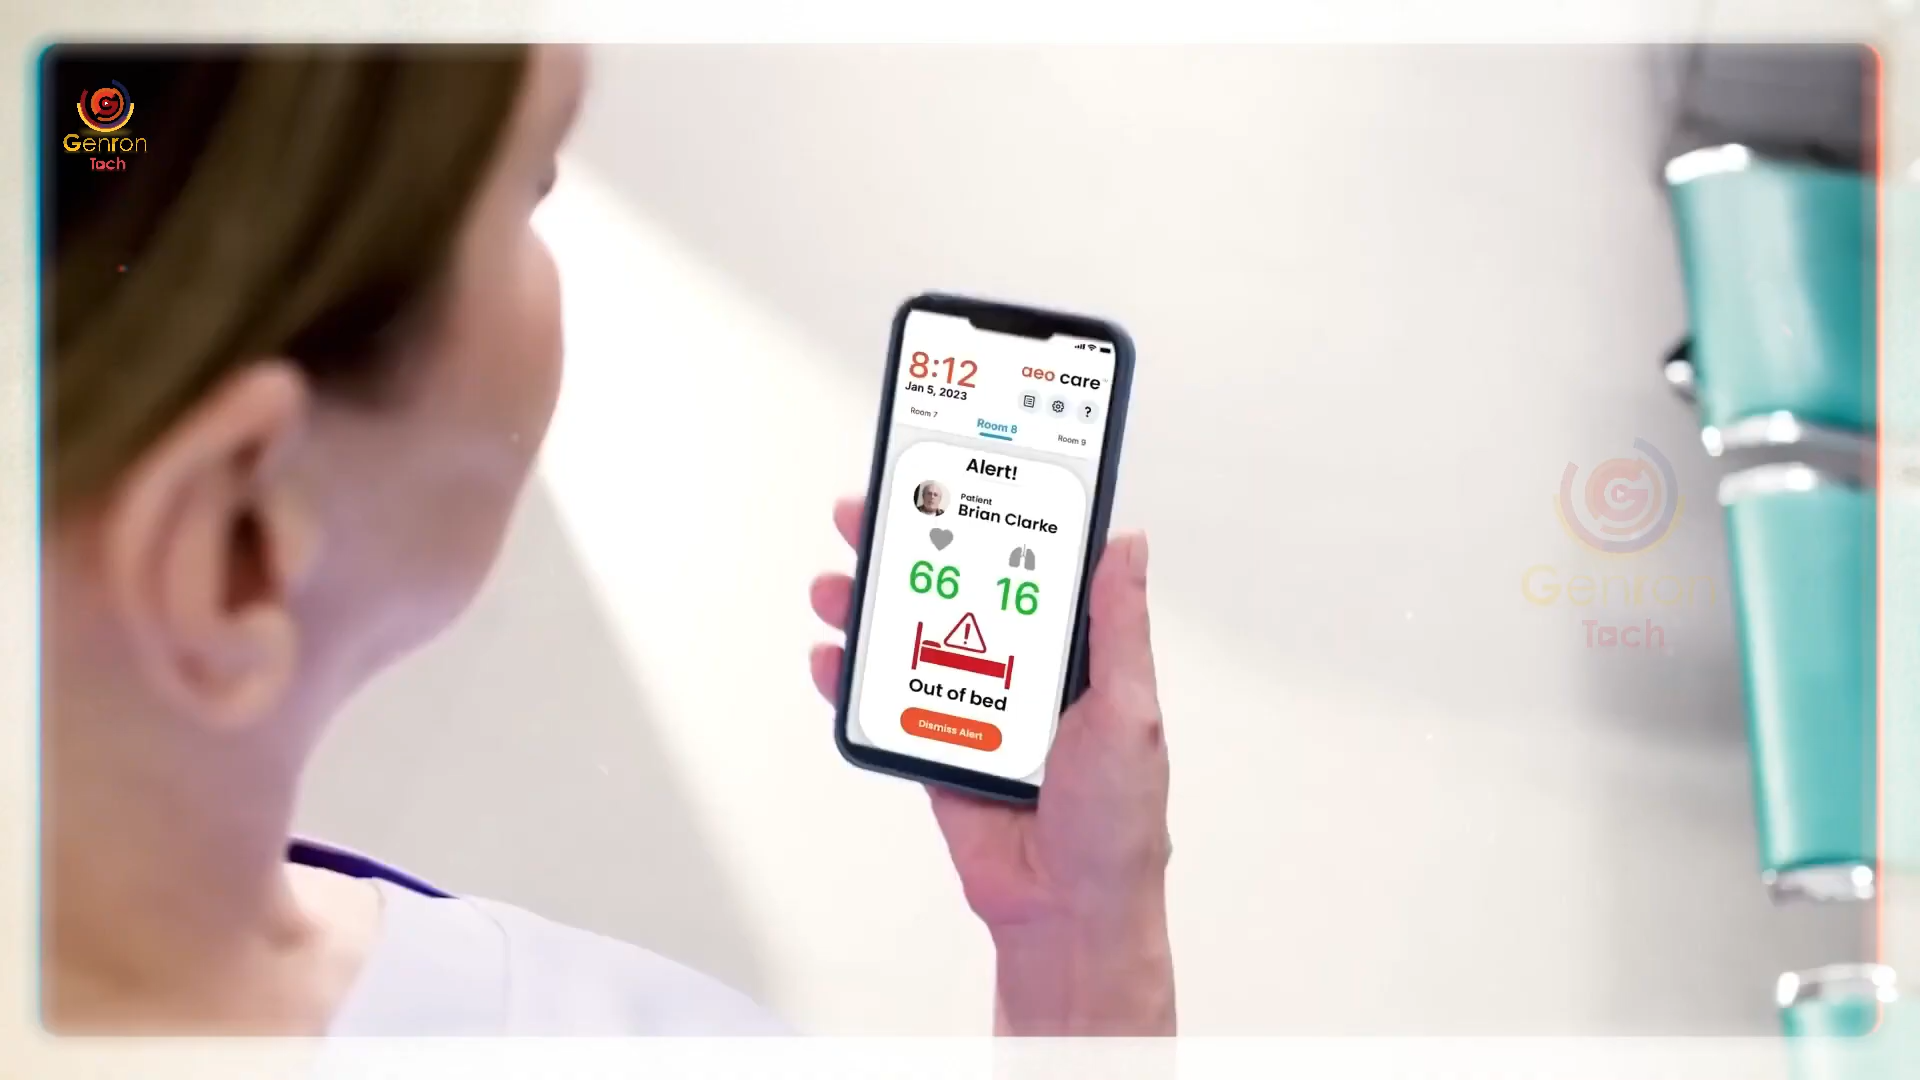 Genron
Tech
8:12
Jan 5, 2023
aeo care
?
Room 7
Room 8
Room 9
Alert!
Patient
Brian Clarke
66
16
Out of bed
Dismiss Alert
Genron
Tech